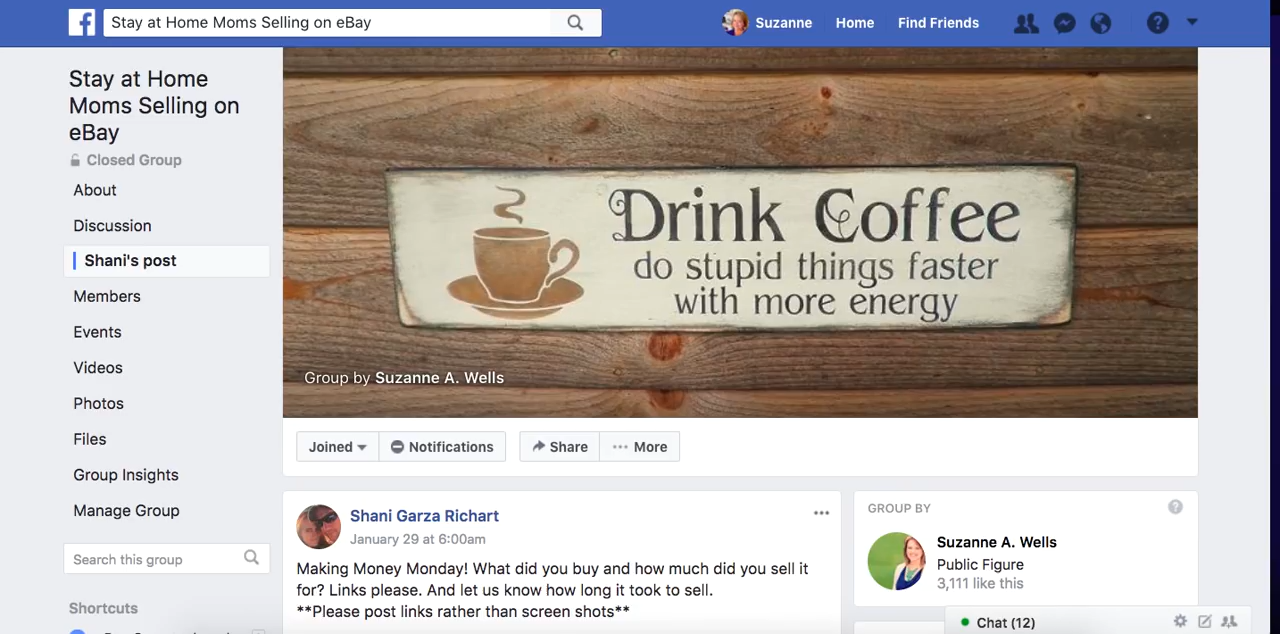 Stay at Home Moms Selling on eBay
Suzanne
Home
Find Friends
Stay at Home
Moms Selling on
eBay
Closed Group
About
Discussion
Shani's post
Members
Events
Videos
Photos
Files
Group Insights
Manage Group
Search this group
Shortcuts
Drink Coffee
do stupid things faster
with more energy
Group by Suzanne A. Wells
Joined
Notifications
Share
More
Shani Garza Richart
January 29 at 6:00am
Making Money Monday! What did you buy and how much did you sell it
for? Links please. And let us know how long it took to sell.
**Please post links rather than screen shots**
GROUP BY
Suzanne A. Wells
Public Figure
3,111 like this
Chat (12)